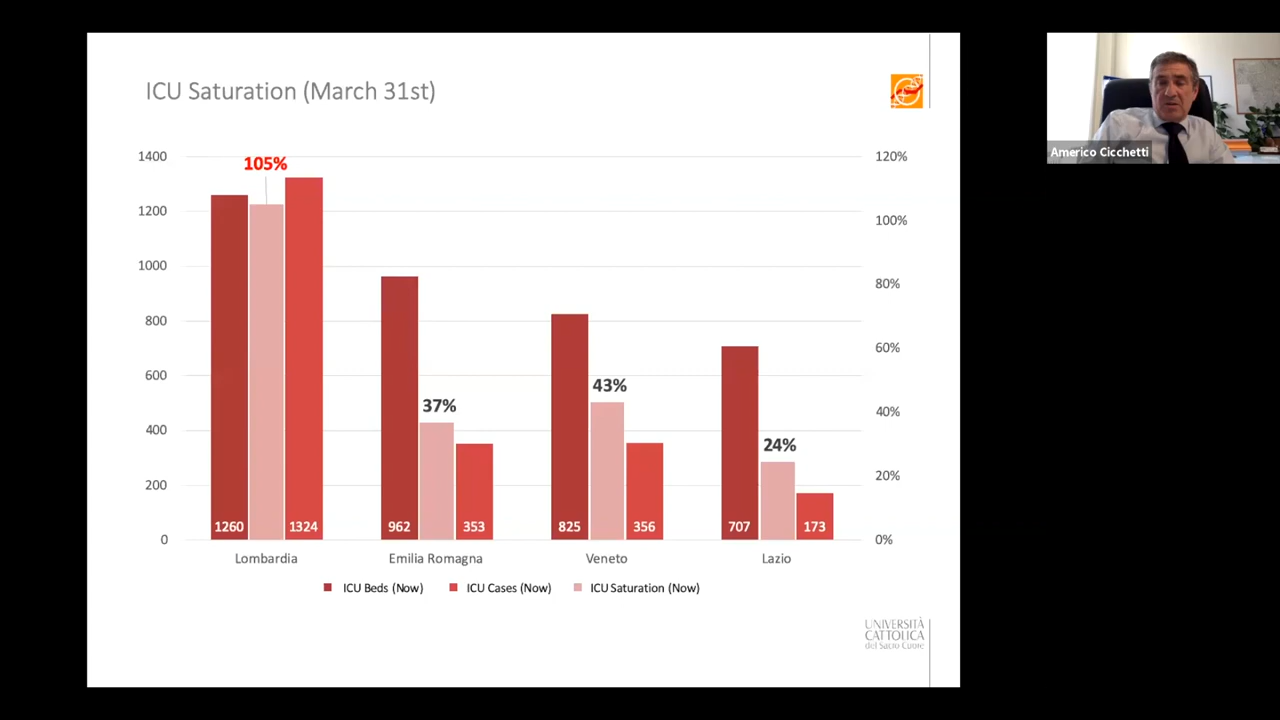 ICU Saturation (March 31st)
1400
1200
1000
800
600
400
200
0
120%
100%
80%
60%
40%
20%
0%
105%
37%
43%
24%
1260
1324
962
353
825
356
707
173
Lombardia
Emilia Romagna
Veneto
Lazio
ICU Beds (Now)
ICU Cases (Now)
ICU Saturation (Now)
UNIVERSITÀ
CATTOLICA
del Sacro Cuore
Americo Cicchetti